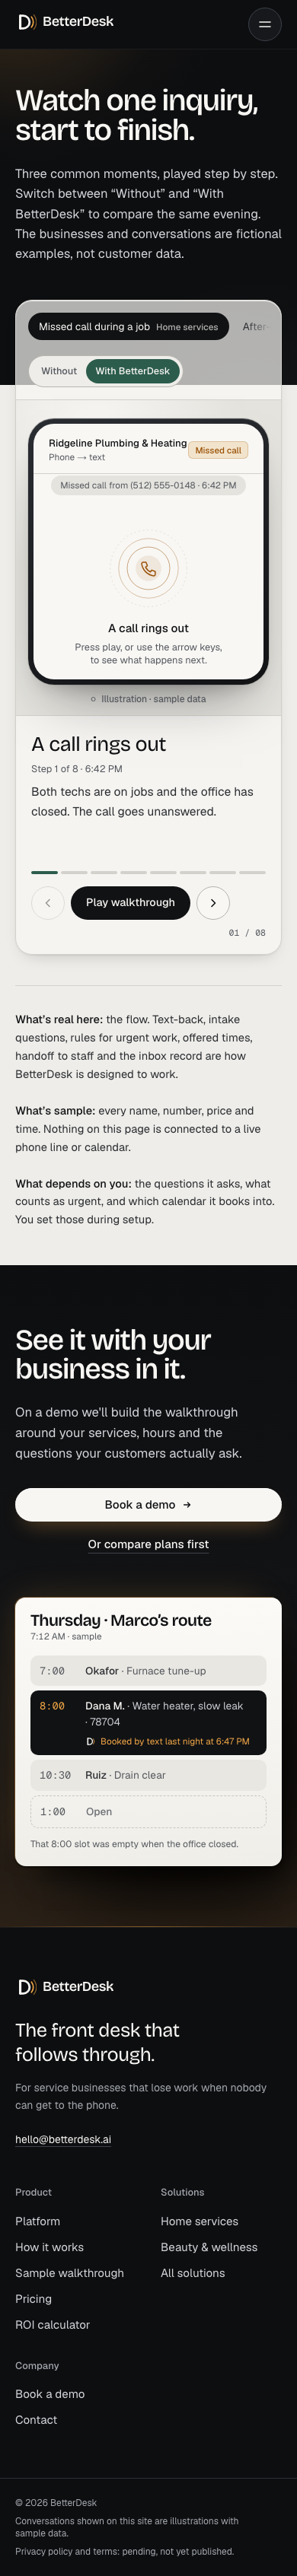 BetterDesk
Watch one inquiry,
start to finish.
Three common moments, played step by step.
Switch between “Without” and “With
BetterDesk” to compare the same evening.
The businesses and conversations are fictional
examples, not customer data.
Missed call during a job Home services After-
Without With BetterDesk
Ridgeline Plumbing & Heating
Phone → text
Missed call
Missed call from (512) 555-0148 · 6:42 PM
A call rings out
Press play, or use the arrow keys,
to see what happens next.
Illustration · sample data
A call rings out
Step 1 of 8 · 6:42 PM
Both techs are on jobs and the office has
closed. The call goes unanswered.
Play walkthrough
01 / 08
What’s real here: the flow. Text-back, intake
questions, rules for urgent work, offered times,
handoff to staff and the inbox record are how
BetterDesk is designed to work.
What’s sample: every name, number, price and
time. Nothing on this page is connected to a live
phone line or calendar.
What depends on you: the questions it asks, what
counts as urgent, and which calendar it books into.
You set those during setup.
See it with your
business in it.
On a demo we’ll build the walkthrough
around your services, hours and the
questions your customers actually ask.
Book a demo →
Or compare plans first
Thursday · Marco’s route
7:12 AM · sample
7:00 Okafor · Furnace tune-up
8:00 Dana M. · Water heater, slow leak
· 78704
Booked by text last night at 6:47 PM
10:30 Ruiz · Drain clear
1:00 Open
That 8:00 slot was empty when the office closed.
BetterDesk
The front desk that
follows through.
For service businesses that lose work when nobody
can get to the phone.
hello@betterdesk.ai
Product
Platform
How it works
Sample walkthrough
Pricing
ROI calculator
Solutions
Home services
Beauty & wellness
All solutions
Company
Book a demo
Contact
© 2026 BetterDesk
Conversations shown on this site are illustrations with
sample data.
Privacy policy and terms: pending, not yet published.